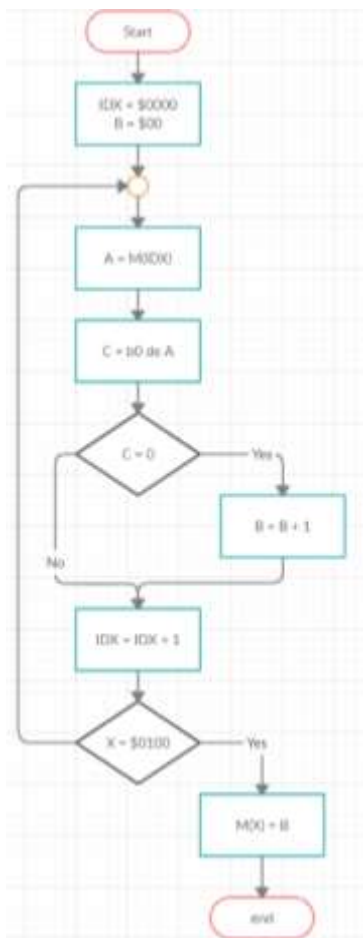 Start
IDX = $0000
B = $00
A = M(IDX)
C = b0 de A
C = 0
Yes
B = B + 1
No
IDX = IDX + 1
X = $0100
Yes
M(X) = B
end